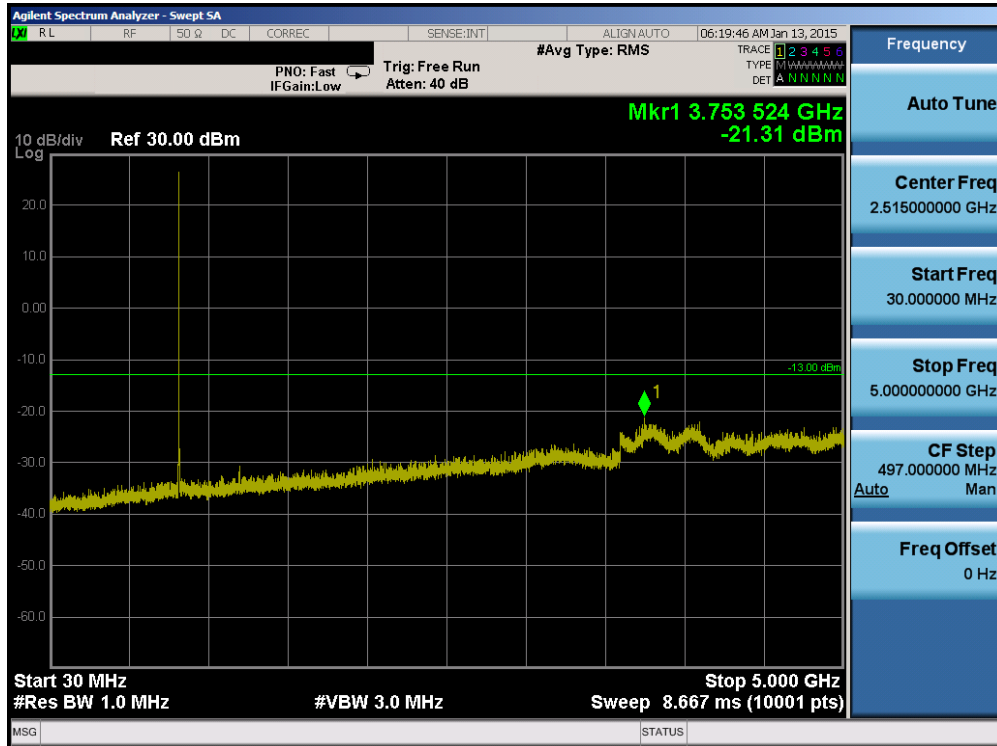 Agilent Spectrum Analyzer - Swept SA
LXI RL RF 50 Ω DC CORREC SENSE:INT ALIGN AUTO 06:19:46 AM Jan 13, 2015
#Avg Type: RMS
TRACE 1 2 3 4 5 6
TYPE MWWWWW
DET A N N N N N
PNO: Fast
IFGain:Low
Trig: Free Run
Atten: 40 dB
Mkr1 3.753 524 GHz
-21.31 dBm
10 dB/div
Log
Ref 30.00 dBm
20.0
10.0
0.00
-10.0
-20.0
-30.0
-40.0
-50.0
-60.0
-13.00 dBm
1
Start 30 MHz
Stop 5.000 GHz
#Res BW 1.0 MHz
#VBW 3.0 MHz
Sweep 8.667 ms (10001 pts)
MSG
STATUS
Frequency
Auto Tune
Center Freq
2.515000000 GHz
Start Freq
30.000000 MHz
Stop Freq
5.000000000 GHz
CF Step
497.000000 MHz
Auto Man
Freq Offset
0 Hz